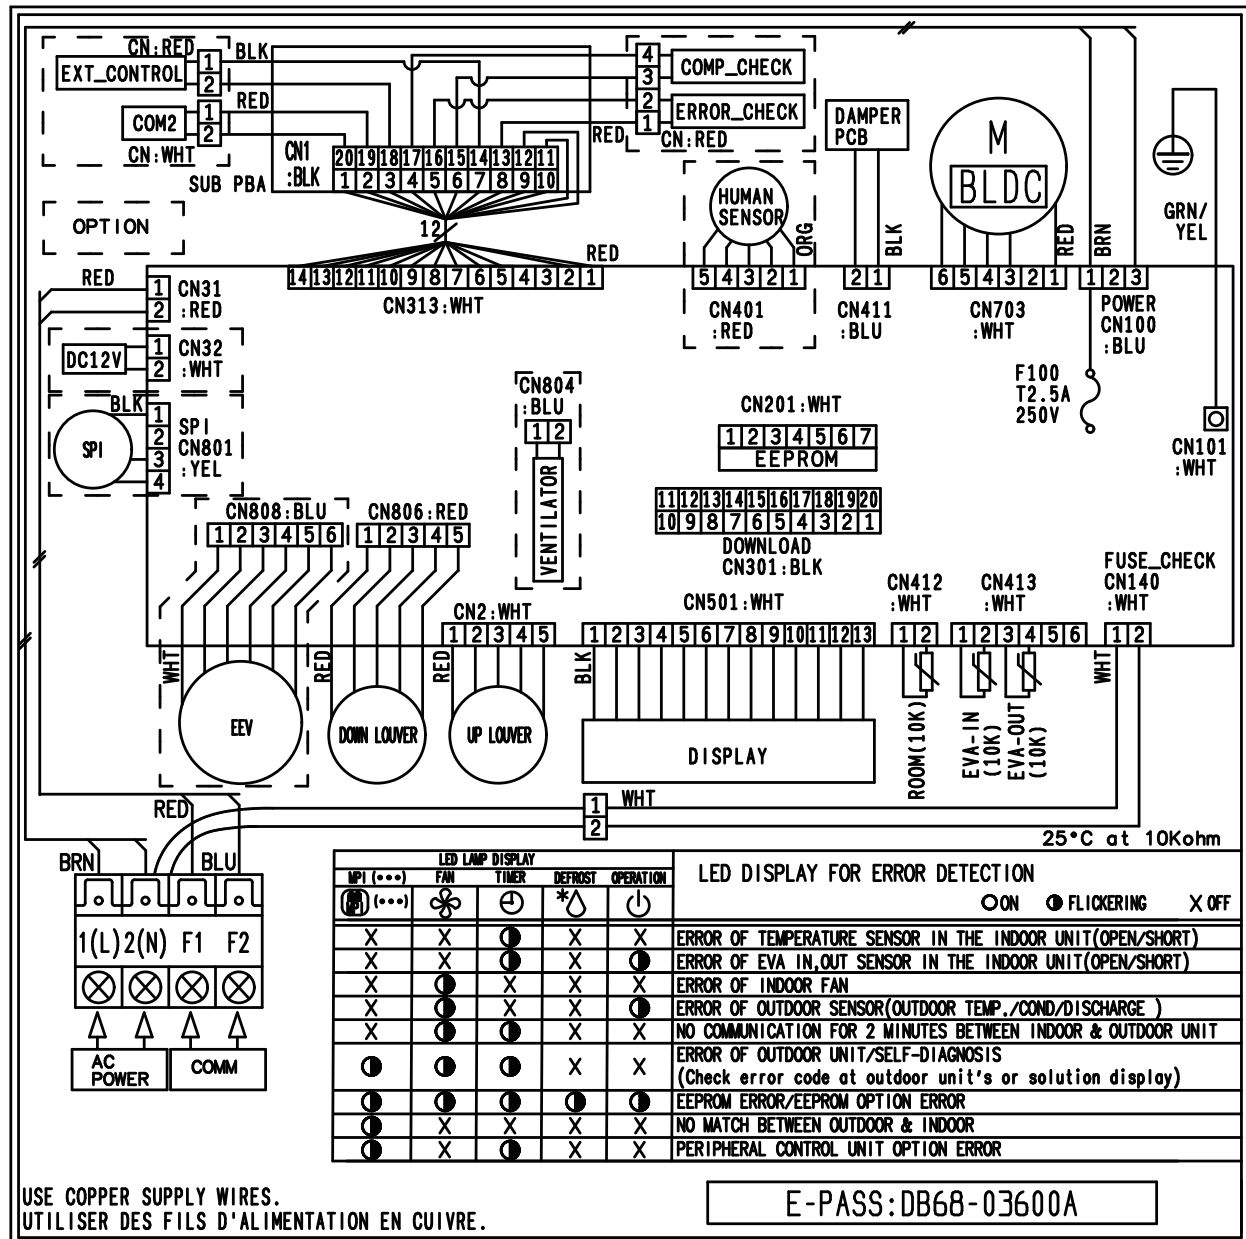 CN:RED
EXT_CONTROL
1
2
BLK
COM2
1
2
RED
CN:WHT
SUB PBA
CN1
:BLK
20 19 18 17 16 15 14 13 12 11
1 2 3 4 5 6 7 8 9 10
4
3
2
1
COMP_CHECK
ERROR_CHECK
RED
CN:RED
DAMPER
PCB
M
BLDC
GRN/
YEL
OPTION
12
HUMAN
SENSOR
ORG
BLK
RED
BRN
RED
RED
14 13 12 11 10 9 8 7 6 5 4 3 2 1
CN313:WHT
5 4 3 2 1
CN401
:RED
2 1
CN411
:BLU
6 5 4 3 2 1
CN703
:WHT
1 2 3
POWER
CN100
:BLU
1
2
CN31
:RED
DC12V
1
2
CN32
:WHT
F100
T2.5A
250V
CN101
:WHT
BLK
SPI
1
2
3
4
SPI
CN801
:YEL
CN804
:BLU
1 2
VENTILATOR
CN201:WHT
1 2 3 4 5 6 7
EEPROM
11 12 13 14 15 16 17 18 19 20
10 9 8 7 6 5 4 3 2 1
DOWNLOAD
CN301:BLK
CN808:BLU
1 2 3 4 5 6
CN806:RED
1 2 3 4 5
CN2:WHT
1 2 3 4 5
CN501:WHT
1 2 3 4 5 6 7 8 9 10 11 12 13
CN412
:WHT
1 2
CN413
:WHT
1 2 3 4 5 6
FUSE_CHECK
CN140
:WHT
1 2
WHT
EEV
RED
DOWN LOUVER
RED
UP LOUVER
BLK
DISPLAY
ROOM(10K)
EVA-IN
(10K)
EVA-OUT
(10K)
WHT
RED
1
2
WHT
25°C at 10Kohm
BRN
BLU
1(L) 2(N) F1 F2
AC
POWER
COMM
LED LAMP DISPLAY
LED DISPLAY FOR ERROR DETECTION
MPI (•••) FAN TIMER DEFROST OPERATION
MPI (•••)
ON FLICKERING X OFF
X X X X ERROR OF TEMPERATURE SENSOR IN THE INDOOR UNIT(OPEN/SHORT)
X X X ERROR OF EVA IN,OUT SENSOR IN THE INDOOR UNIT(OPEN/SHORT)
X X X X ERROR OF INDOOR FAN
X X X ERROR OF OUTDOOR SENSOR(OUTDOOR TEMP./COND/DISCHARGE )
X X X NO COMMUNICATION FOR 2 MINUTES BETWEEN INDOOR & OUTDOOR UNIT
X X ERROR OF OUTDOOR UNIT/SELF-DIAGNOSIS
(Check error code at outdoor unit's or solution display)
EEPROM ERROR/EEPROM OPTION ERROR
X X X X NO MATCH BETWEEN OUTDOOR & INDOOR
X X X PERIPHERAL CONTROL UNIT OPTION ERROR
USE COPPER SUPPLY WIRES.
UTILISER DES FILS D'ALIMENTATION EN CUIVRE.
E-PASS:DB68-03600A